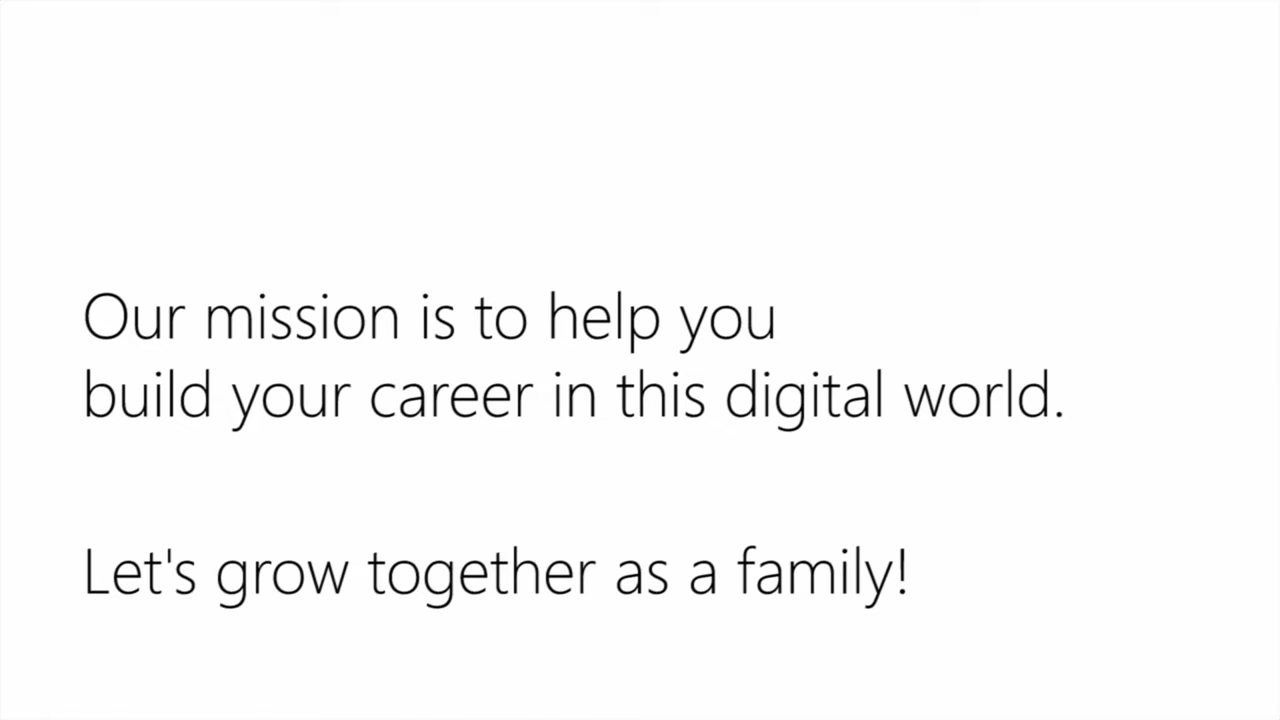 Our mission is to help you
build your career in this digital world.
Let's grow together as a family!